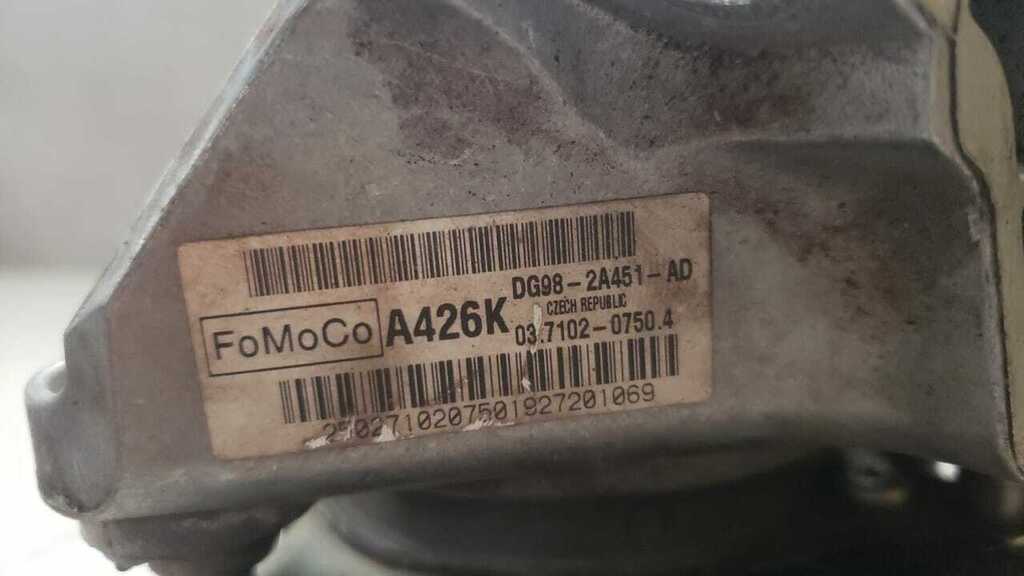 DG98-2A451-AD
FoMoCo A426K
CZECH REPUBLIC
03.7102-0750.4
2502710207501927201069